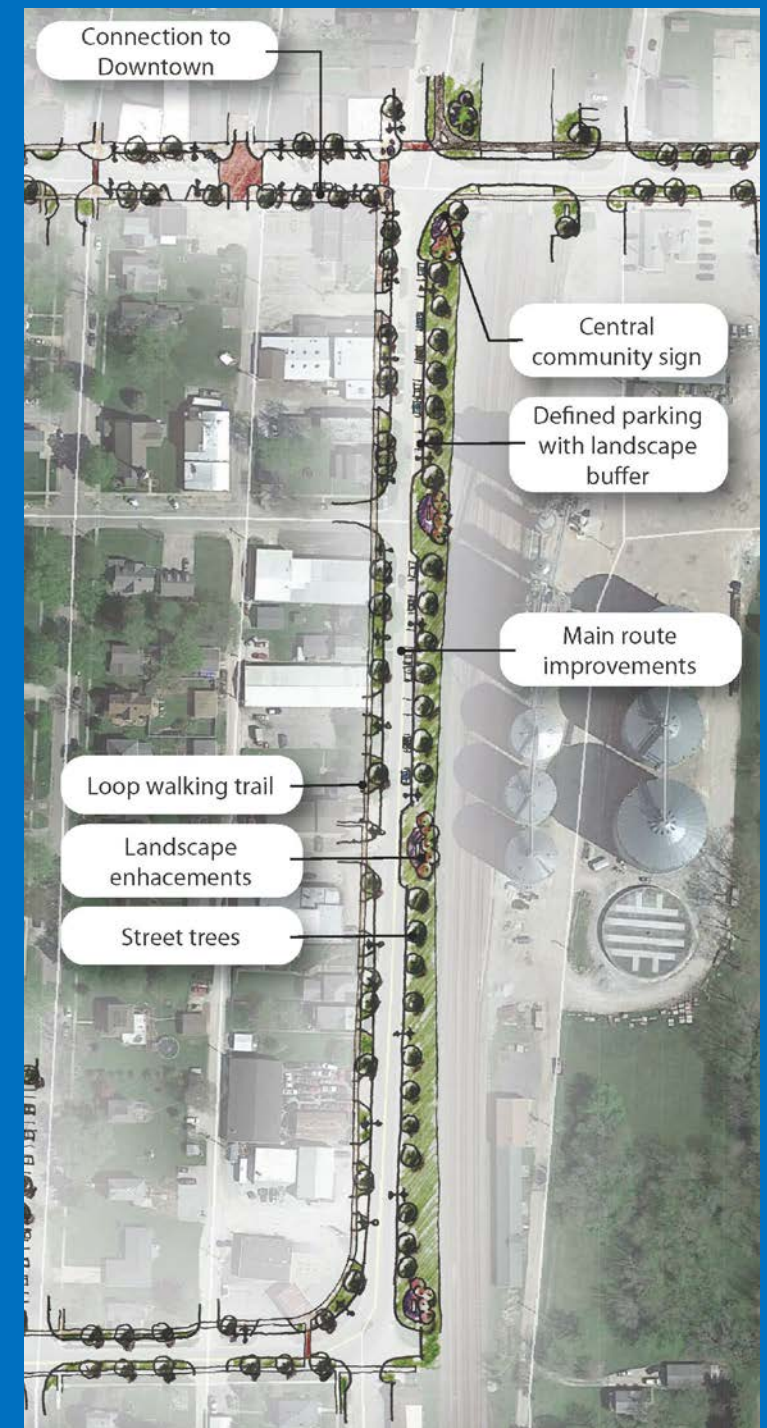 Connection to
Downtown
Central
community sign
Defined parking
with landscape
buffer
Main route
improvements
Loop walking trail
Landscape
enhacements
Street trees